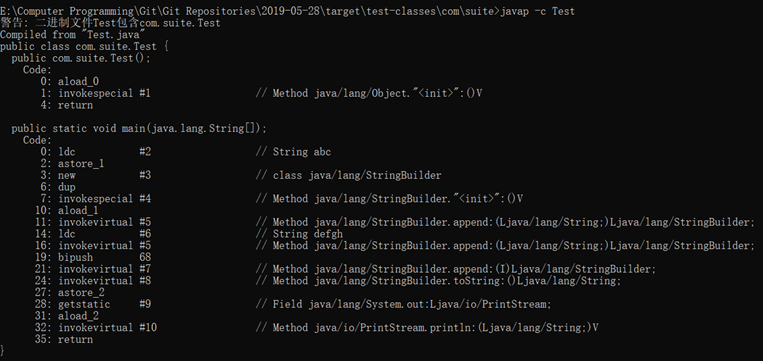 E:\Computer Programming\Git\Git Repositories\2019-05-28\target\test-classes\com\suite>javap -c Test
警告: 二进制文件Test包含com.suite.Test
Compiled from "Test.java"
public class com.suite.Test {
  public com.suite.Test();
    Code:
       0: aload_0
       1: invokespecial #1                  // Method java/lang/Object."<init>":()V
       4: return

  public static void main(java.lang.String[]);
    Code:
       0: ldc           #2                  // String abc
       2: astore_1
       3: new           #3                  // class java/lang/StringBuilder
       6: dup
       7: invokespecial #4                  // Method java/lang/StringBuilder."<init>":()V
      10: aload_1
      11: invokevirtual #5                  // Method java/lang/StringBuilder.append:(Ljava/lang/String;)Ljava/lang/StringBuilder;
      14: ldc           #6                  // String defgh
      16: invokevirtual #5                  // Method java/lang/StringBuilder.append:(Ljava/lang/String;)Ljava/lang/StringBuilder;
      19: bipush        68
      21: invokevirtual #7                  // Method java/lang/StringBuilder.append:(I)Ljava/lang/StringBuilder;
      24: invokevirtual #8                  // Method java/lang/StringBuilder.toString:()Ljava/lang/String;
      27: astore_2
      28: getstatic     #9                  // Field java/lang/System.out:Ljava/io/PrintStream;
      31: aload_2
      32: invokevirtual #10                 // Method java/io/PrintStream.println:(Ljava/lang/String;)V
      35: return
}